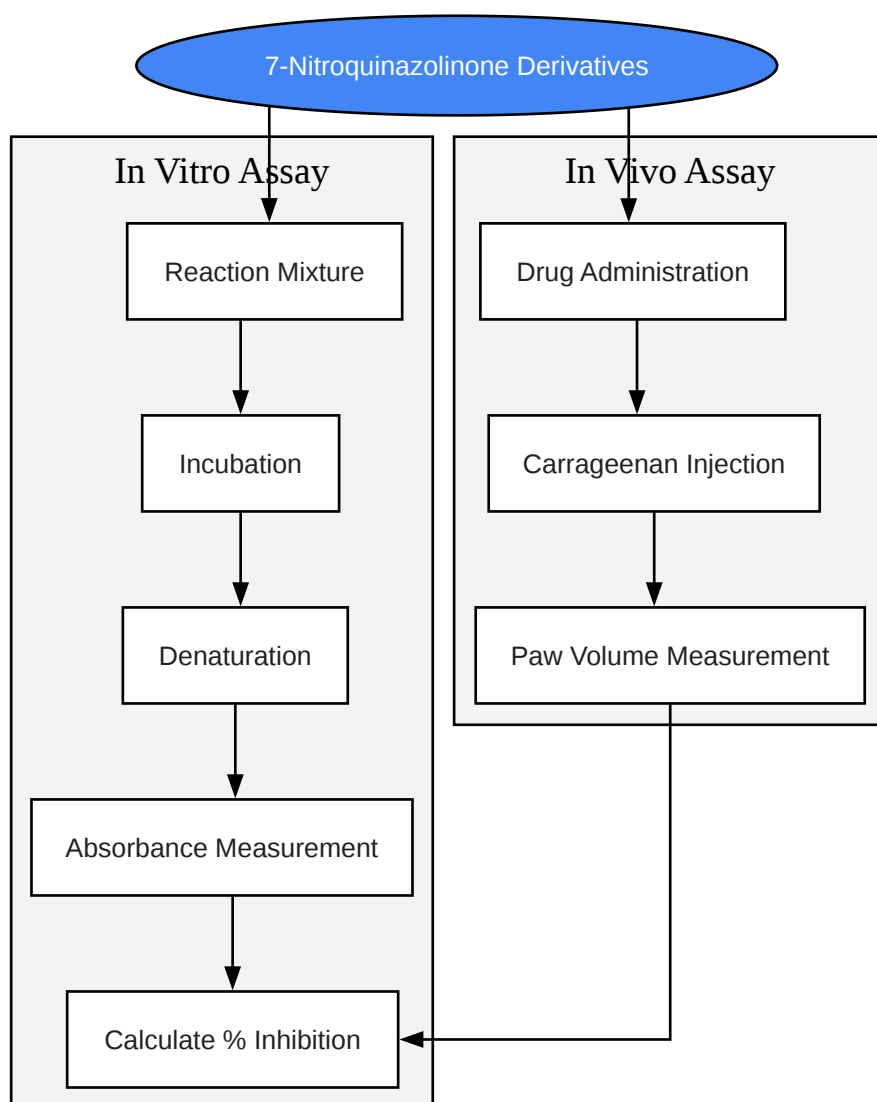 7-Nitroquinazolinone Derivatives
In Vitro Assay
Reaction Mixture
Incubation
Denaturation
Absorbance Measurement
Calculate % Inhibition
In Vivo Assay
Drug Administration
Carrageenan Injection
Paw Volume Measurement